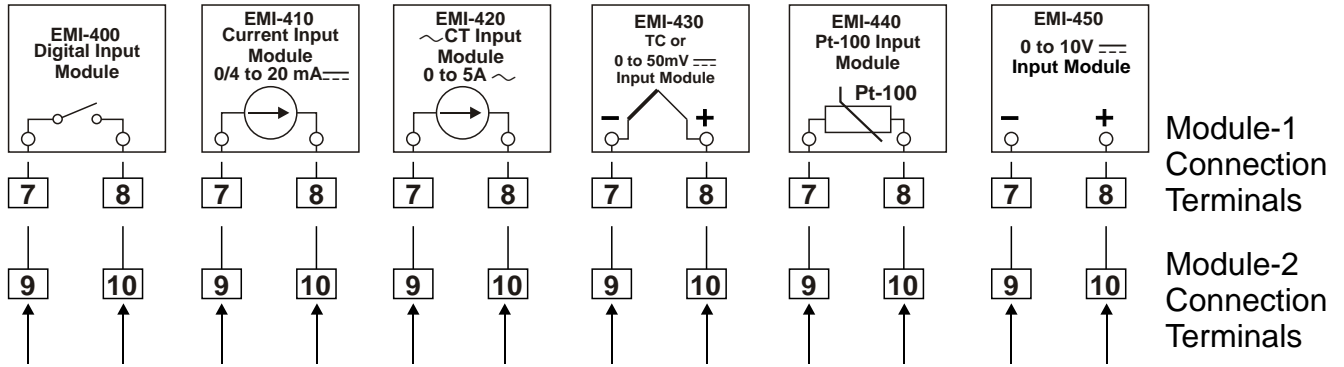 EMI-400
Digital Input
Module
EMI-410
Current Input
Module
0/4 to 20 mA
EMI-420
CT Input
Module
0 to 5A
EMI-430
TC or
0 to 50mV
Input Module
− +
EMI-440
Pt-100 Input
Module
Pt-100
EMI-450
0 to 10V
Input Module
− +
7 8 7 8 7 8 7 8 7 8 7 8
Module-1
Connection
Terminals
9 10 9 10 9 10 9 10 9 10 9 10
Module-2
Connection
Terminals